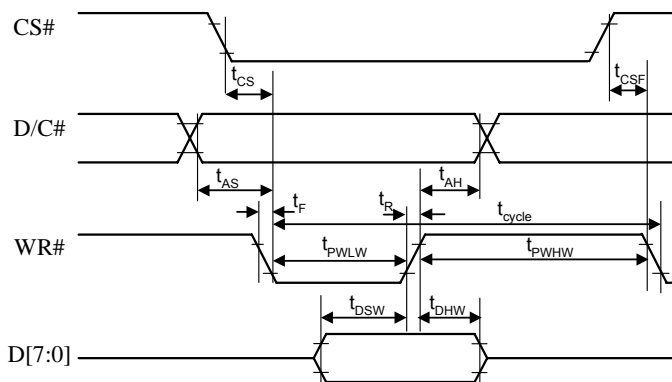 CS#
t_CS
t_CSF
D/C#
t_AS
t_AH
t_F
t_R
t_cycle
WR#
t_PWLW
t_PWHW
t_DSW
t_DHW
D[7:0]